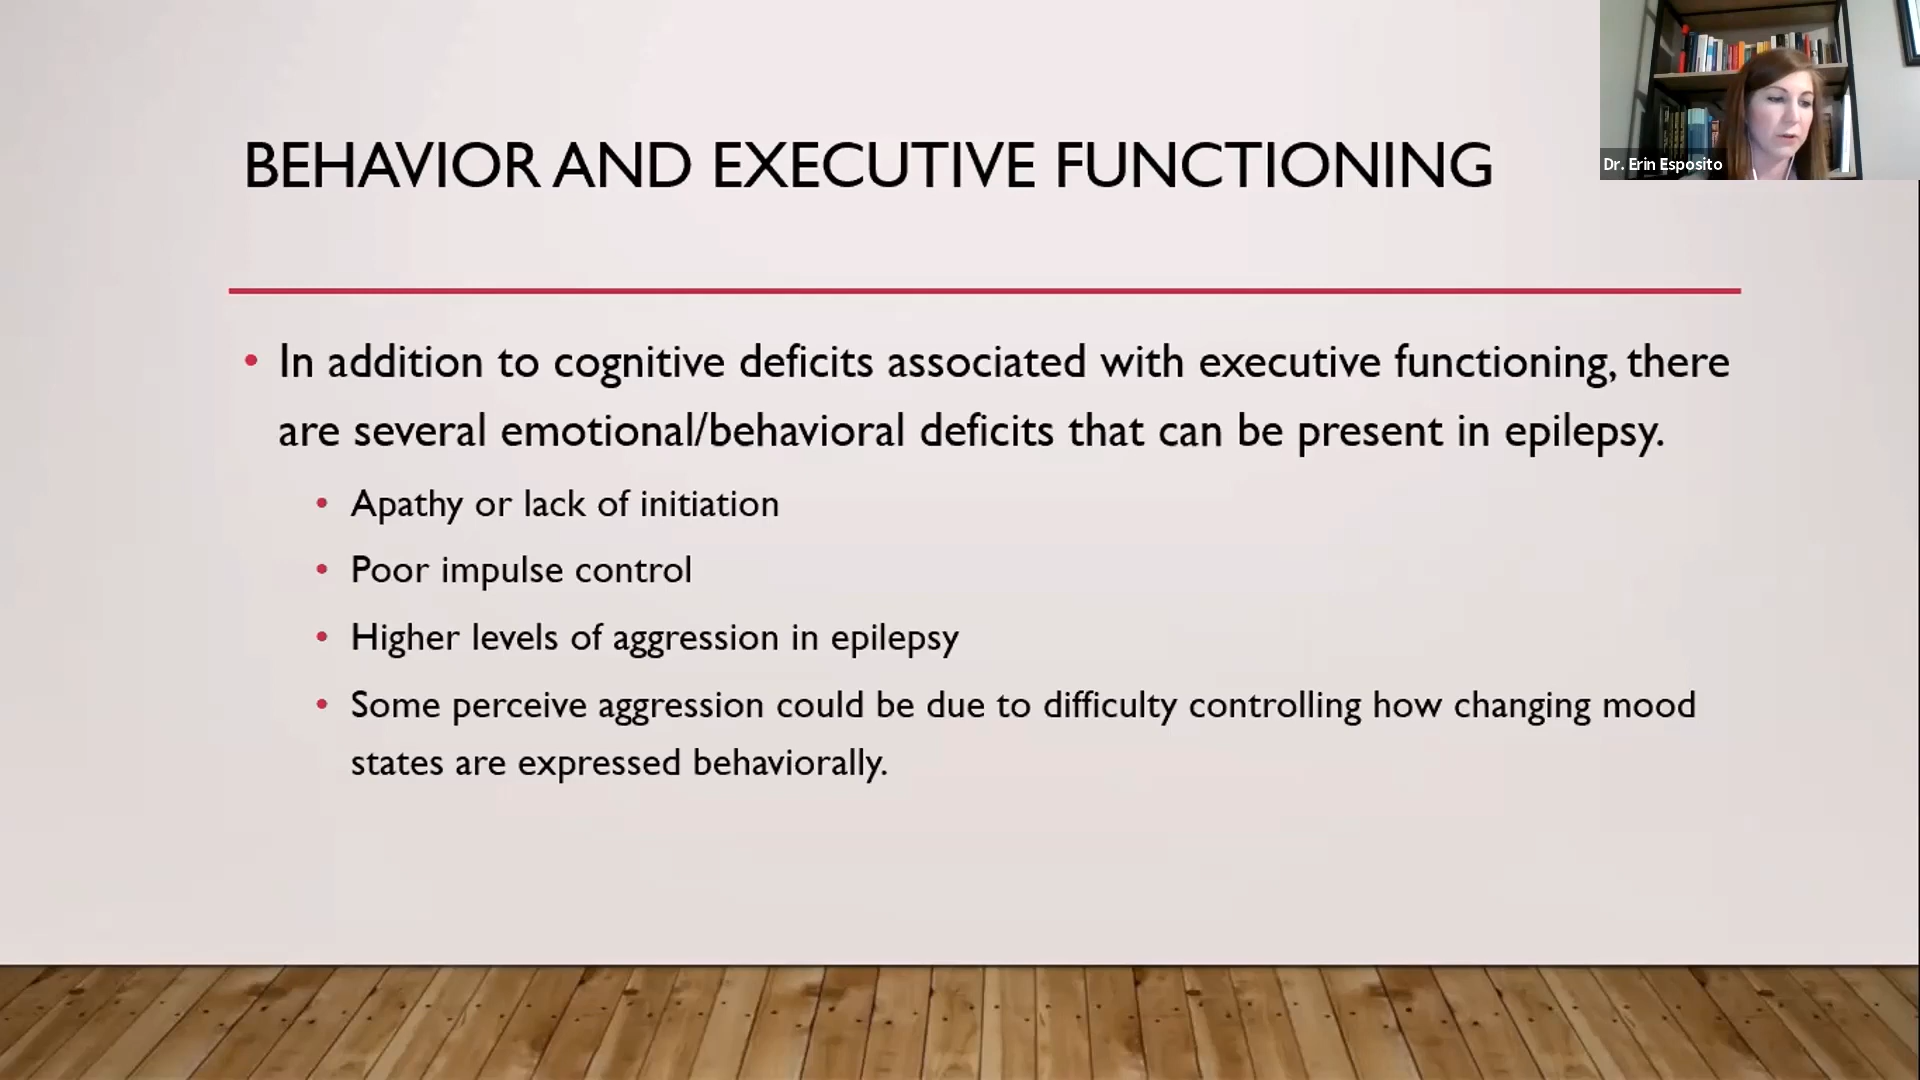 BEHAVIOR AND EXECUTIVE FUNCTIONING
Dr. Erin Esposito
• In addition to cognitive deficits associated with executive functioning, there
are several emotional/behavioral deficits that can be present in epilepsy.
• Apathy or lack of initiation
• Poor impulse control
• Higher levels of aggression in epilepsy
• Some perceive aggression could be due to difficulty controlling how changing mood
states are expressed behaviorally.